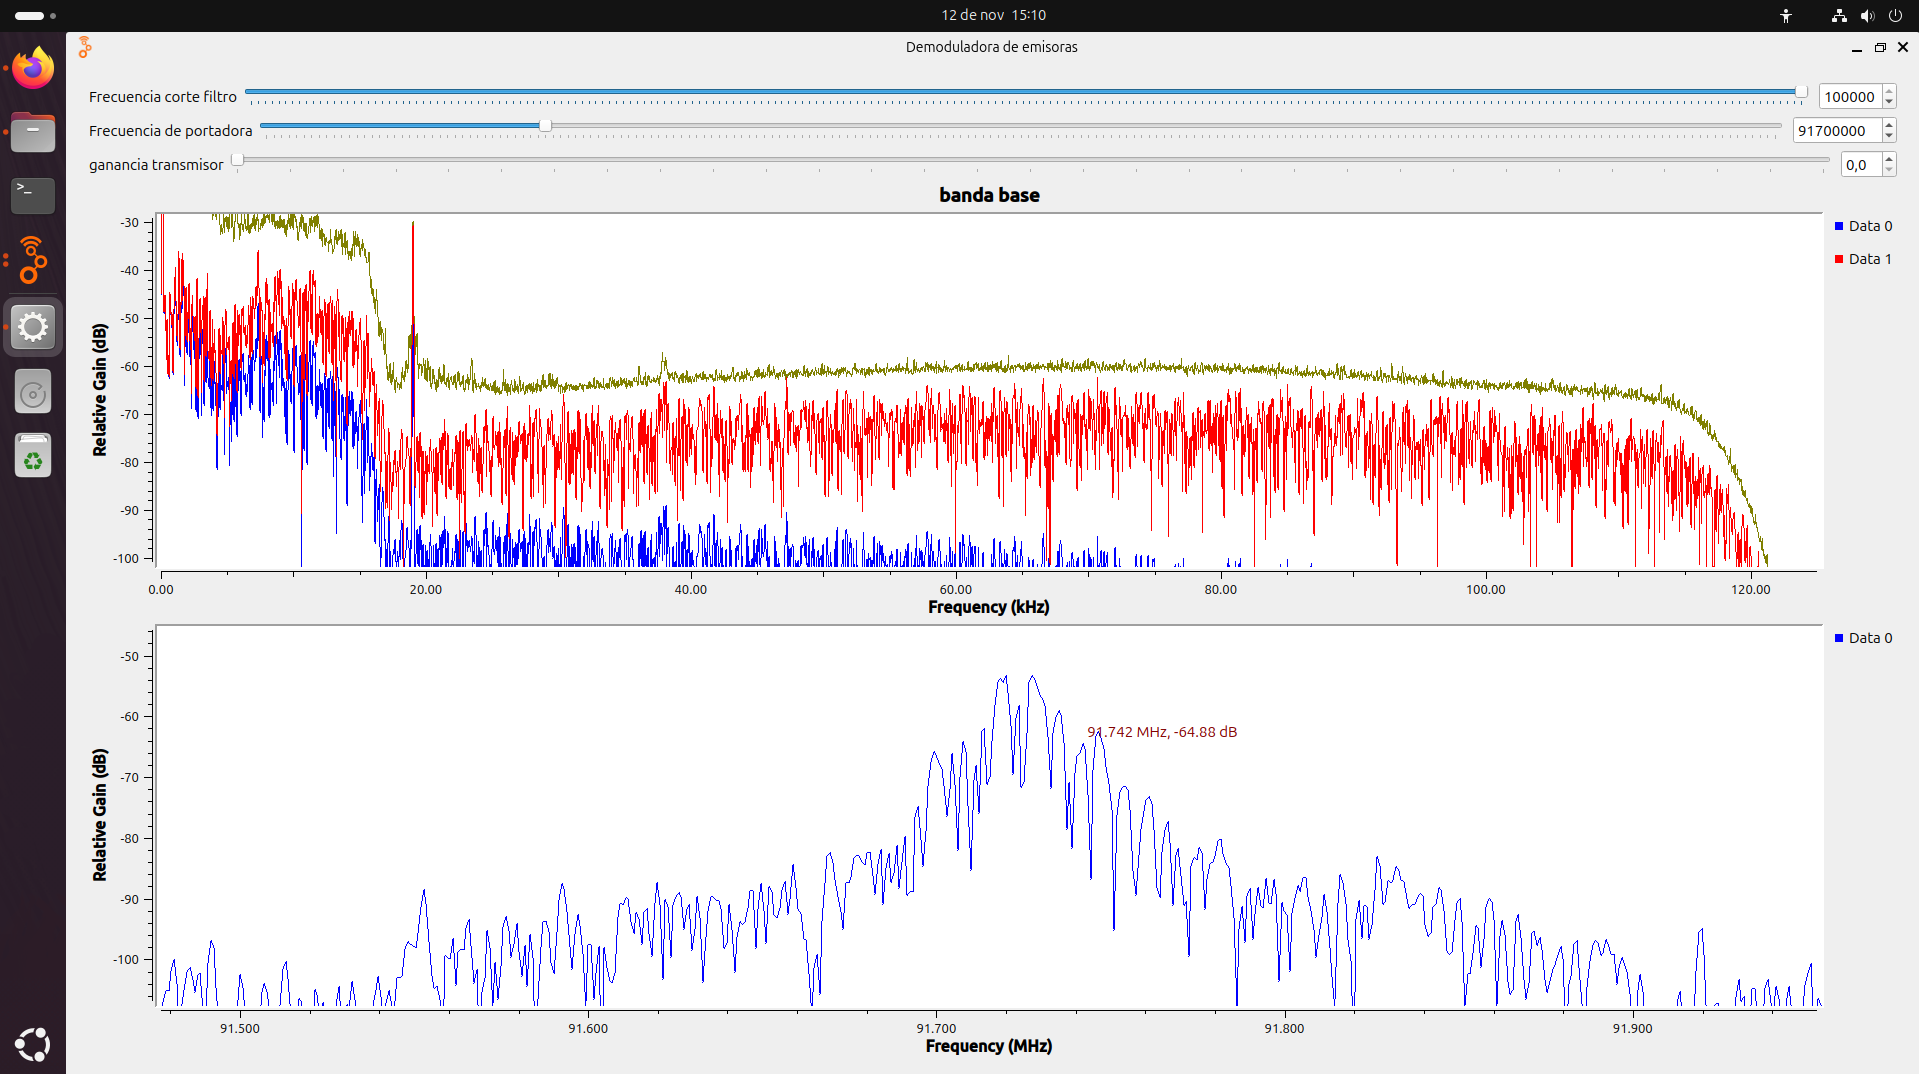 12 de nov 15:10
Demoduladora de emisoras
Frecuencia corte filtro
100000
Frecuencia de portadora
91700000
ganancia transmisor
0,0
banda base
Data 0
Data 1
Relative Gain (dB)
-30
-40
-50
-60
-70
-80
-90
-100
0.00 20.00 40.00 60.00 80.00 100.00 120.00
Frequency (kHz)
Data 0
Relative Gain (dB)
-50
-60
-70
-80
-90
-100
91.742 MHz, -64.88 dB
91.500 91.600 91.700 91.800 91.900
Frequency (MHz)
>_